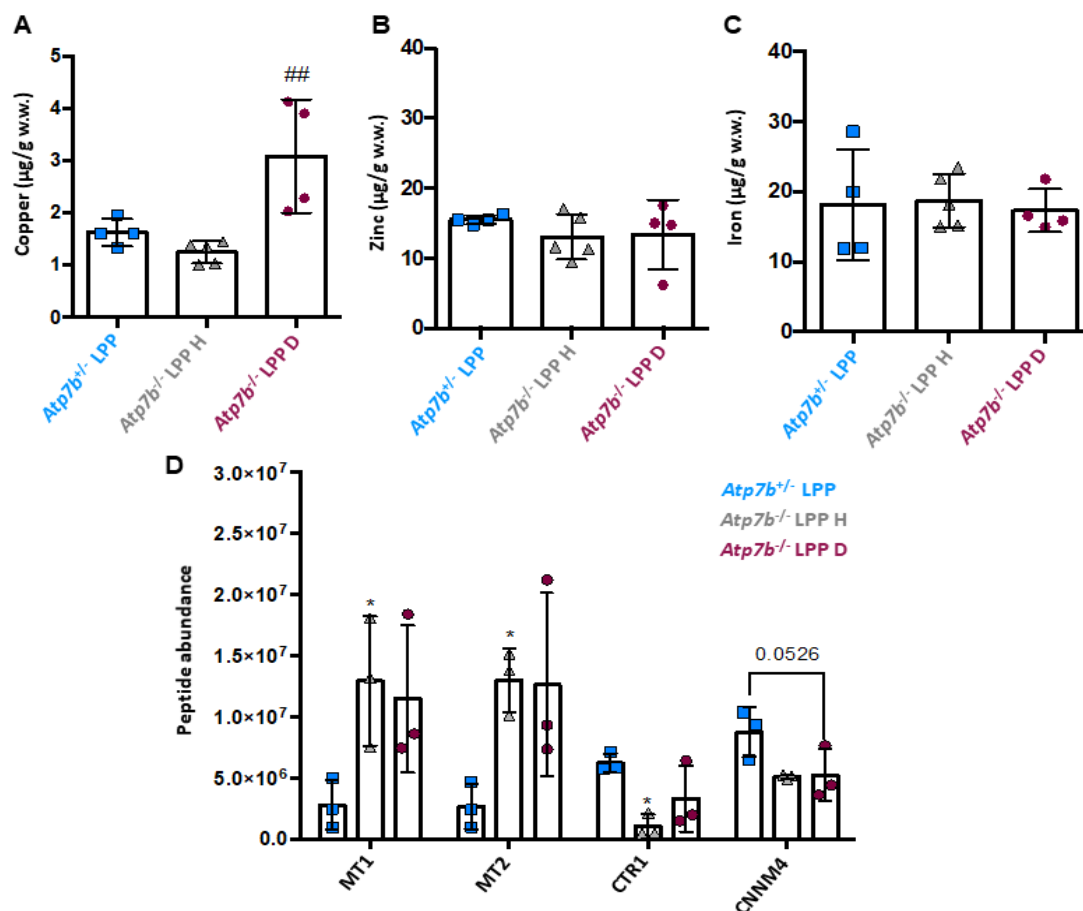 A
Copper (µg/g w.w.)
5
4
3
2
1
0
##
Atp7b+/- LPP
Atp7b-/- LPP H
Atp7b-/- LPP D
B
Zinc (µg/g w.w.)
40
30
20
10
0
Atp7b+/- LPP
Atp7b-/- LPP H
Atp7b-/- LPP D
C
Iron (µg/g w.w.)
40
30
20
10
0
Atp7b+/- LPP
Atp7b-/- LPP H
Atp7b-/- LPP D
D
Peptide abundance
3.0×10⁷
2.5×10⁷
2.0×10⁷
1.5×10⁷
1.0×10⁷
5.0×10⁶
0.0
*
*
*
0.0526
Atp7b+/- LPP
Atp7b-/- LPP H
Atp7b-/- LPP D
MT1
MT2
CTR1
CNNM4